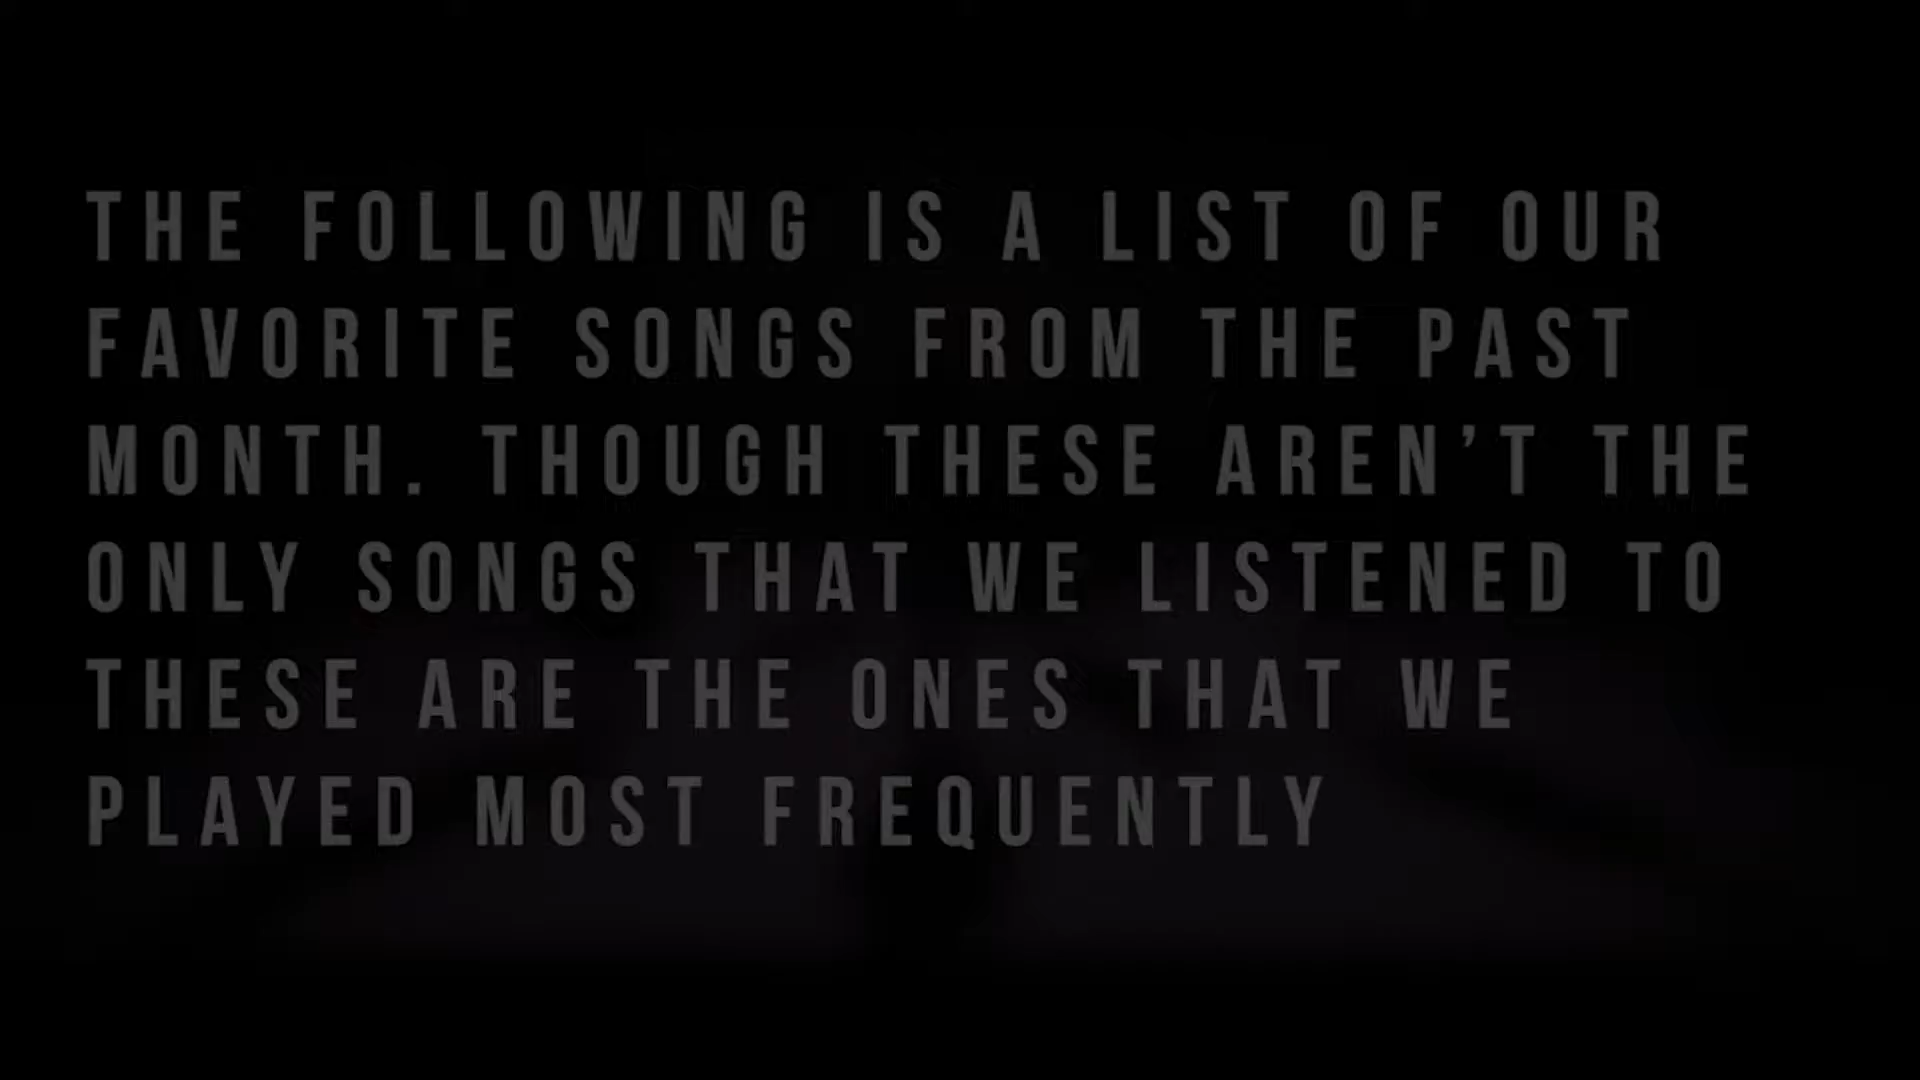 THE FOLLOWING IS A LIST OF OUR
FAVORITE SONGS FROM THE PAST
MONTH. THOUGH THESE AREN’T THE
ONLY SONGS THAT WE LISTENED TO
THESE ARE THE ONES THAT WE
PLAYED MOST FREQUENTLY